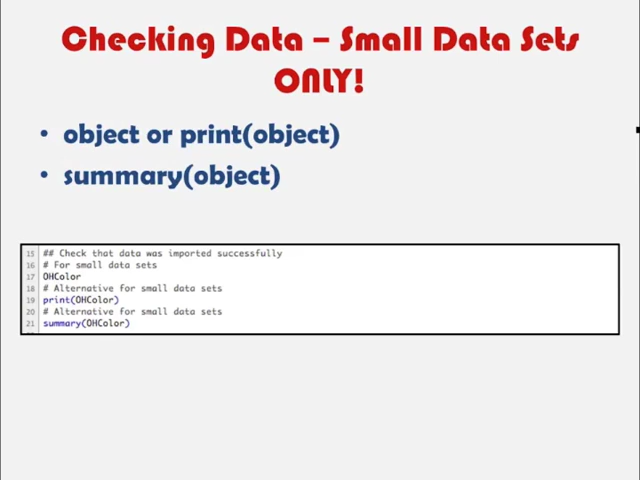 Checking Data – Small Data Sets
ONLY!
• object or print(object)
• summary(object)
15 ## Check that data was imported successfully
16 # For small data sets
17 OHColor
18 # Alternative for small data sets
19 print(OHColor)
20 # Alternative for small data sets
21 summary(OHColor)